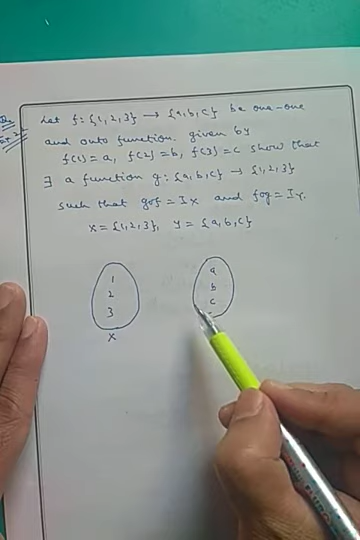 Let f: {1,2,3} → {a,b,c} be one-one
and onto function given by
f(1)=a, f(2)=b, f(3)=c show that
∃ a function g: {a,b,c} → {1,2,3}
such that gof = Ix and fog = Iy.
x = {1,2,3}, y = {a,b,c}
1
2
3
x
a
b
c